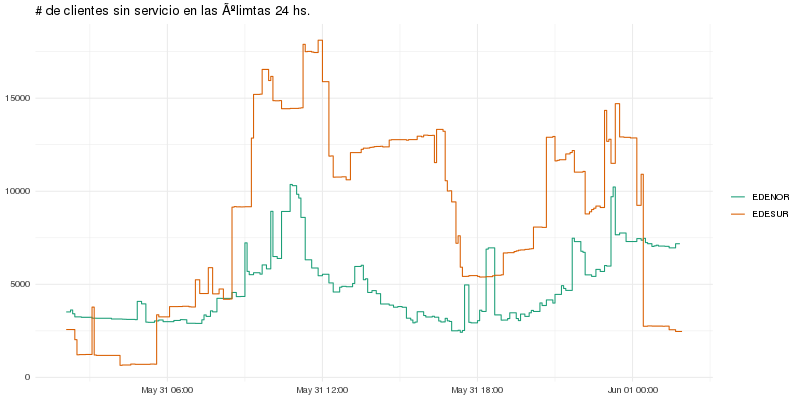 # de clientes sin servicio en las Ãºlimtas 24 hs.
15000
10000
5000
0
May 31 06:00
May 31 12:00
May 31 18:00
Jun 01 00:00
EDENOR
EDESUR